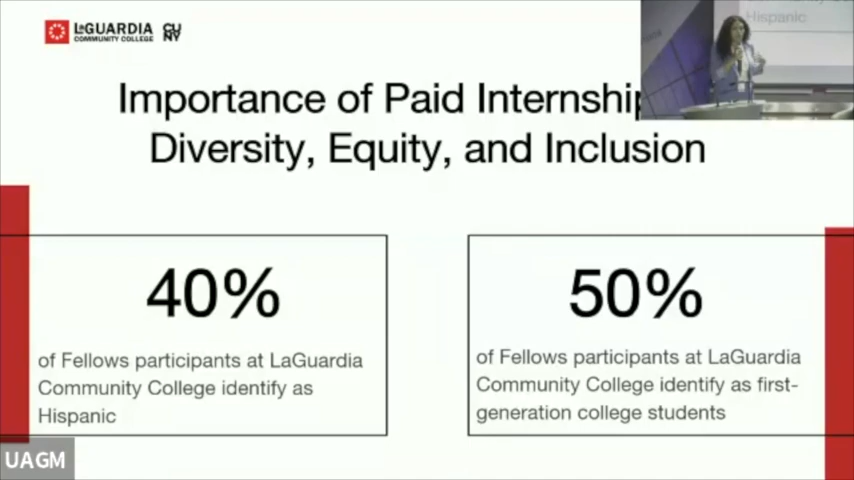 LAGUARDIA
COMMUNITY COLLEGE
CU
NY
Hispanic
Importance of Paid Internship
Diversity, Equity, and Inclusion
40%
of Fellows participants at LaGuardia
Community College identify as
Hispanic
50%
of Fellows participants at LaGuardia
Community College identify as first-
generation college students
UAGM